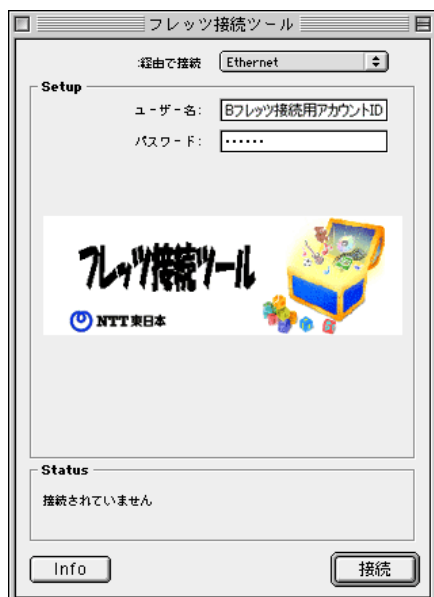 フレッツ接続ツール
:経由で接続 Ethernet
Setup
ユーザー名: Bフレッツ接続用アカウントID
パスワード: ••••••
フレッツ接続ツール
NTT東日本
Status
接続されていません
Info 接続